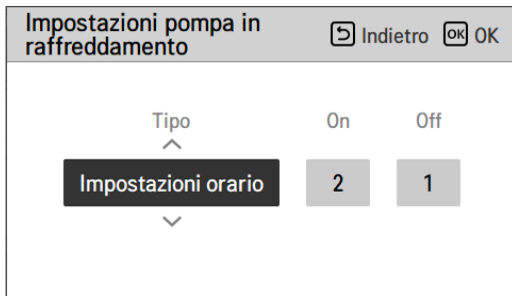 Impostazioni pompa in
raffreddamento
Indietro OK OK
Tipo On Off
Impostazioni orario 2 1